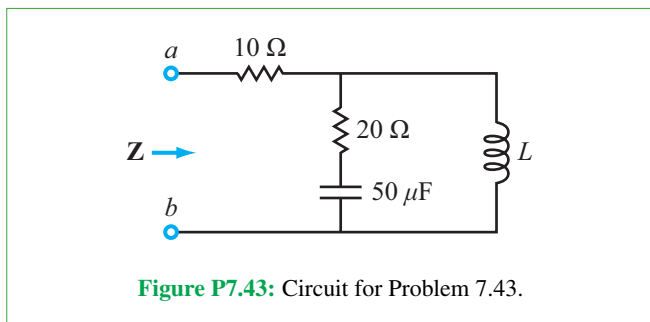 a
10 Ω
20 Ω
L
Z
50 μF
b
Figure P7.43: Circuit for Problem 7.43.